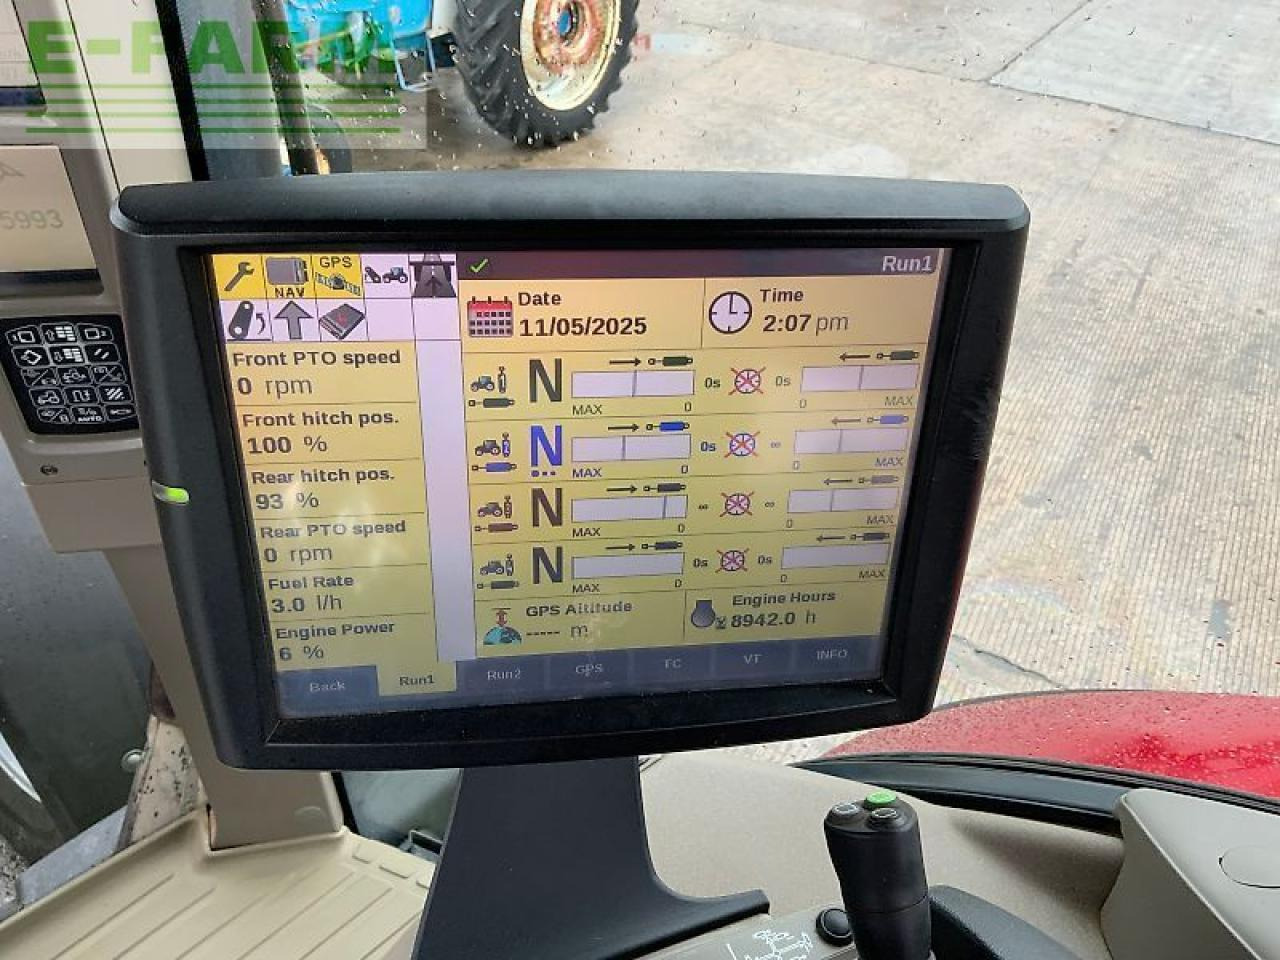 E-FARM
5993
GPS
NAV
Run1
Date
11/05/2025
Time
2:07 pm
Front PTO speed
0 rpm
Front hitch pos.
100 %
Rear hitch pos.
93 %
Rear PTO speed
0 rpm
Fuel Rate
3.0 l/h
Engine Power
6 %
N
MAX 0
0s 0s
0 MAX
N
MAX 0
0s ∞
0 MAX
N
MAX 0
∞ ∞
0 MAX
N
MAX 0
0s 0s
0 MAX
GPS Altitude
----- m
Engine Hours
8942.0 h
Back Run1 Run2 GPS TC VT INFO
AUTO